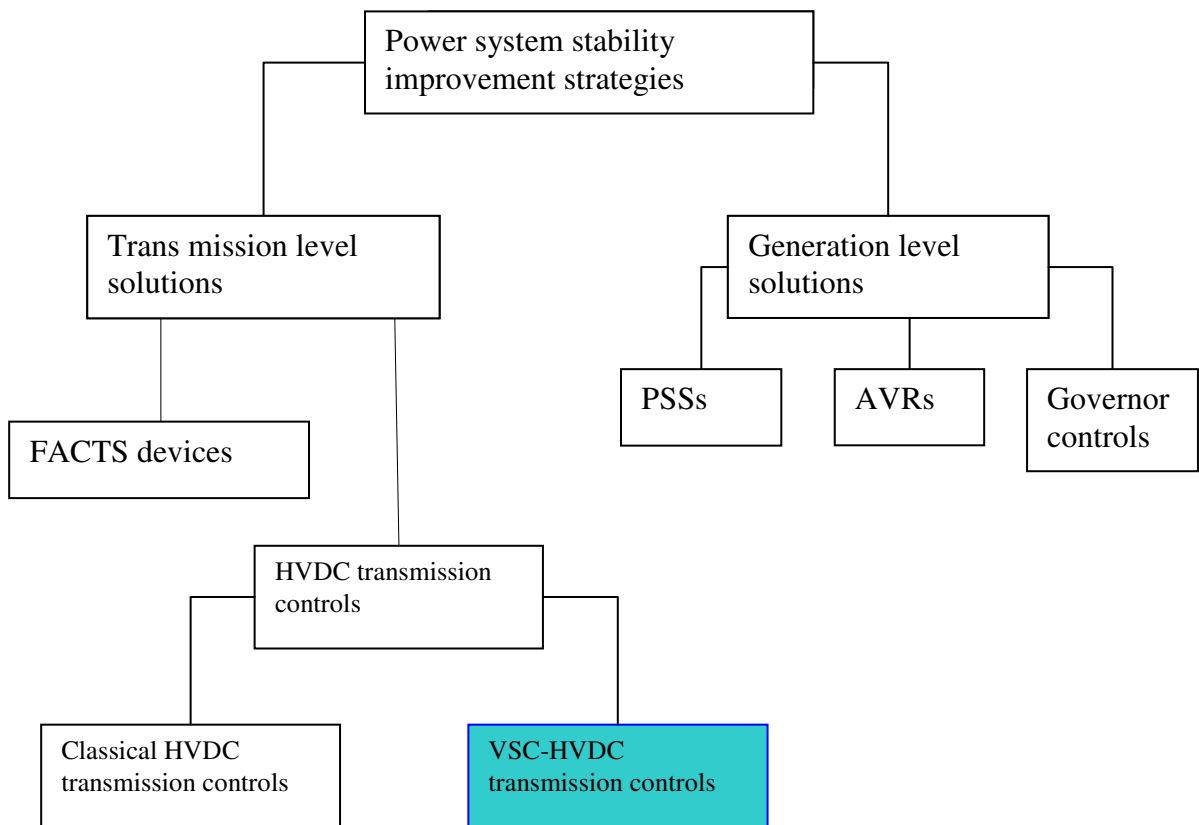 Power system stability
improvement strategies
Trans mission level
solutions
Generation level
solutions
PSSs
AVRs
Governor
controls
FACTS devices
HVDC transmission
controls
Classical HVDC
transmission controls
VSC-HVDC
transmission controls